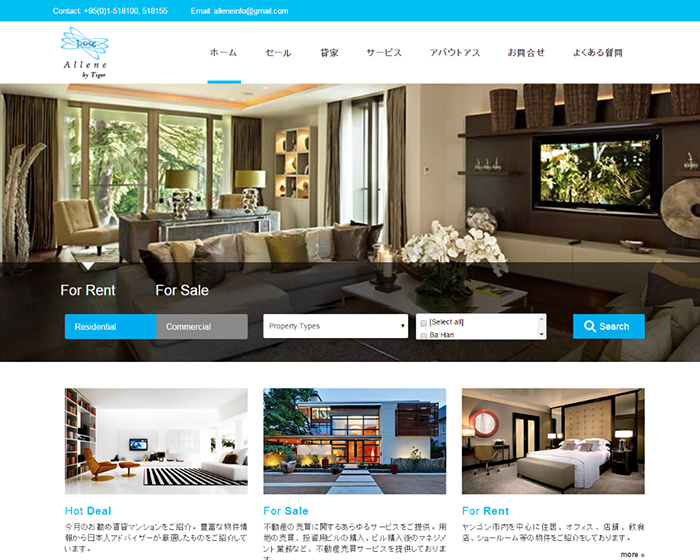 Contact: +95(0)1-518100, 518155 Email: alleneinfo@gmail.com
Allene
by Tiger
ホーム セール 貸家 サービス アバウトアス お問合せ よくある質問
For Rent For Sale
Residential Commercial Property Types [Select all] Search
Ba Han
Hot Deal
今月のお勧め賃貸マンションをご紹介。豊富な物件情
報から日本人アドバイザーが厳選したものをご紹介して
います。
For Sale
不動産の売買に関するあらゆるサービスをご提供。用
地の売買、投資用ビルの購入、ビル購入後のマネジメ
ント業務など、不動産売買サービスを提供しておりま
For Rent
ヤンゴン市内を中心に住居、オフィス、店舗、飲食
店、ショールーム等の物件をご紹介をしております。
more »